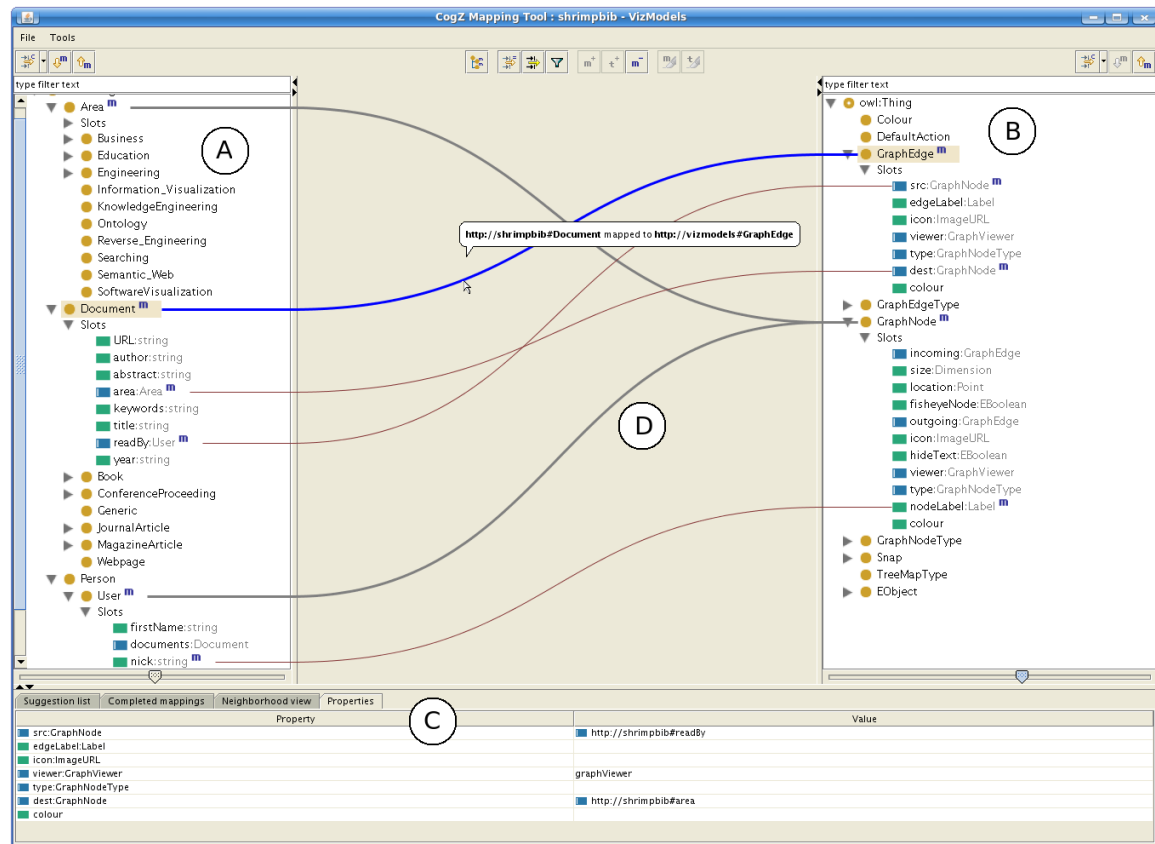 CogZ Mapping Tool : shrimpbib - VizModels
File Tools
m m m+ t+ m- m t m m
type filter text
Area m
Slots
Business
Education
Engineering
Information_Visualization
KnowledgeEngineering
Ontology
Reverse_Engineering
Searching
Semantic_Web
SoftwareVisualization
Document m
Slots
URL:string
author:string
abstract:string
area:Area m
keywords:string
title:string
readBy:User m
year:string
Book
ConferenceProceeding
Generic
JournalArticle
MagazineArticle
Webpage
Person
User m
Slots
firstName:string
documents:Document
nick:string m
A
http://shrimpbib#Document mapped to http://vizmodels#GraphEdge
D
type filter text
owl:Thing
Colour
DefaultAction
GraphEdge m
Slots
src:GraphNode m
edgeLabel:Label
icon:ImageURL
viewer:GraphViewer
type:GraphNodeType
dest:GraphNode m
colour
GraphEdgeType
GraphNode m
Slots
incoming:GraphEdge
size:Dimension
location:Point
fisheyeNode:EBoolean
outgoing:GraphEdge
icon:ImageURL
hideText:EBoolean
viewer:GraphViewer
type:GraphNodeType
nodeLabel:Label m
colour
GraphNodeType
Snap
TreeMapType
EObject
B
Suggestion list Completed mappings Neighborhood view Properties
C
Property Value
src:GraphNode http://shrimpbib#readBy
edgeLabel:Label
icon:ImageURL
viewer:GraphViewer graphViewer
type:GraphNodeType
dest:GraphNode http://shrimpbib#area
colour